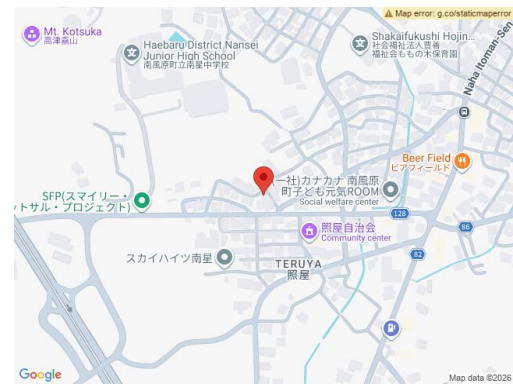 Map error: g.co/staticmaperror
Mt. Kotsuka
高津嘉山
Haebaru District Nansei
Junior High School
南風原町立南星中学校
Shakaifukushi Hojin...
社会福祉法人豊善
福祉会ももの木保育園
Naha Itoman-Sen
Beer Field
ビアフィールド
(一社)カナカナ 南風原
町子ども元気ROOM
Social welfare center
SFP(スマイリー・
ットサル・プロジェクト)
128
86
照屋自治会
Community center
82
スカイハイツ南星
TERUYA
照屋
Google
Map data ©2026